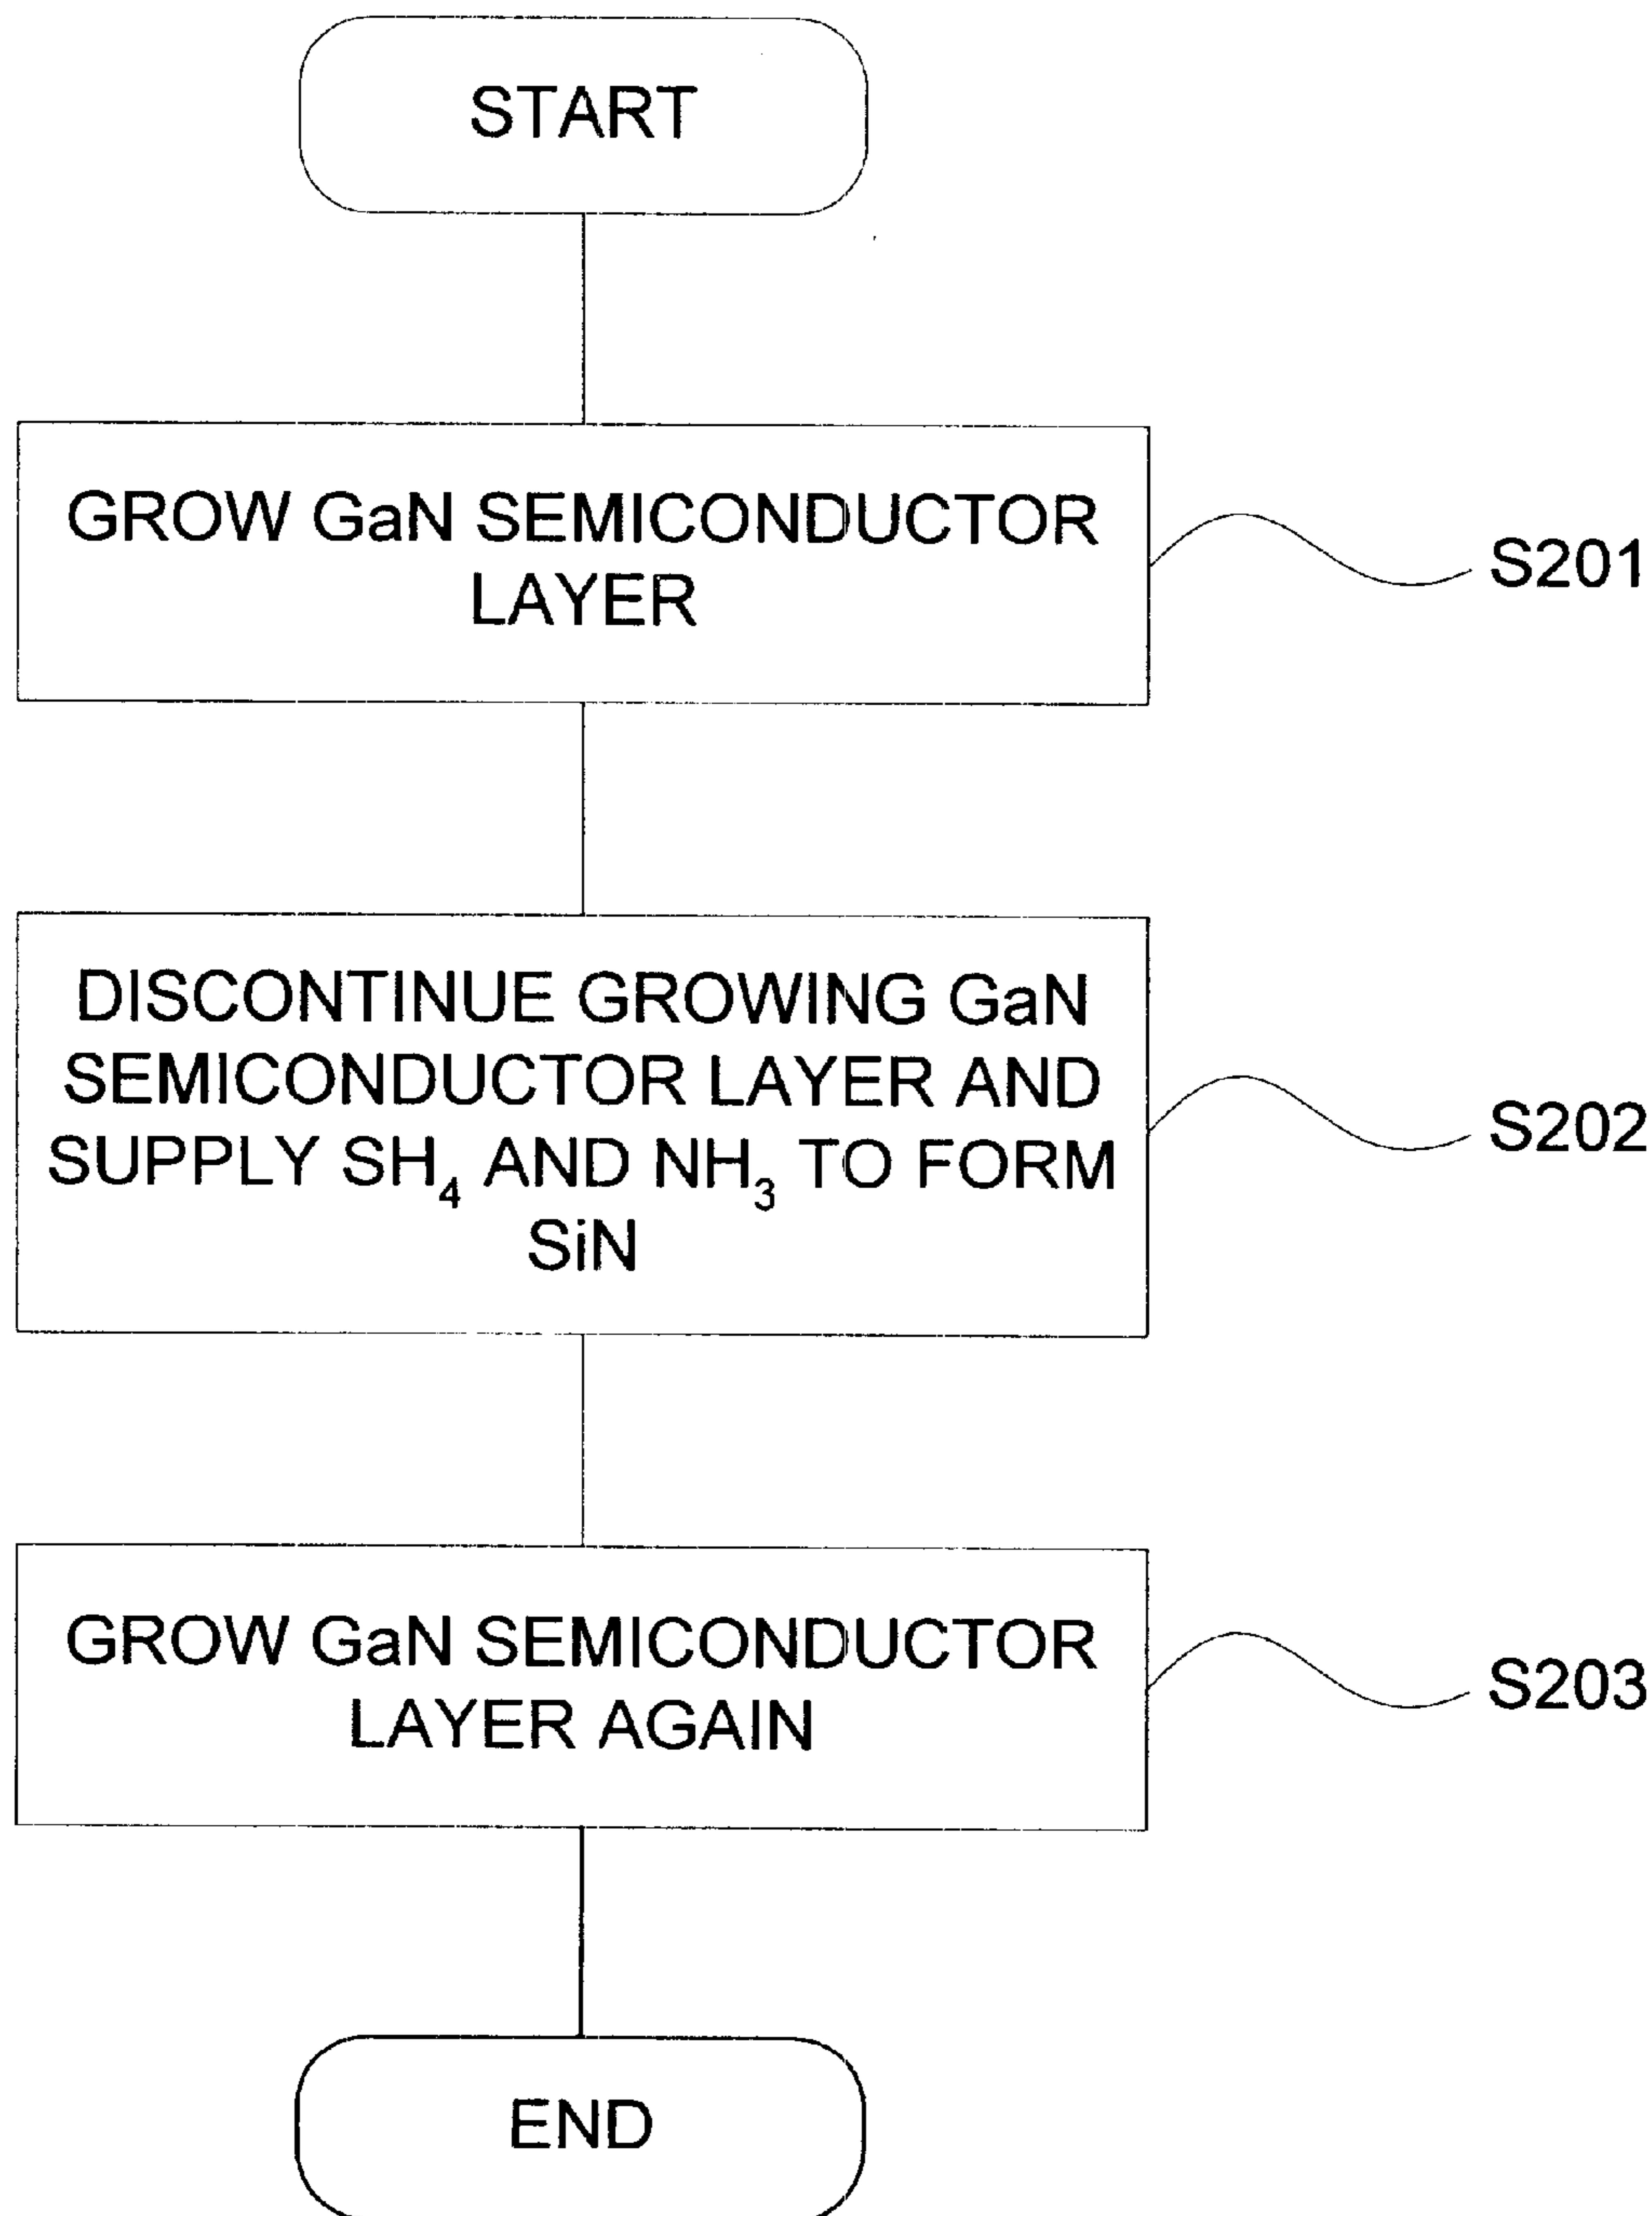 START
GROW GaN SEMICONDUCTOR
LAYER
S201
DISCONTINUE GROWING GaN
SEMICONDUCTOR LAYER AND
SUPPLY SH₄ AND NH₃ TO FORM
SiN
S202
GROW GaN SEMICONDUCTOR
LAYER AGAIN
S203
END